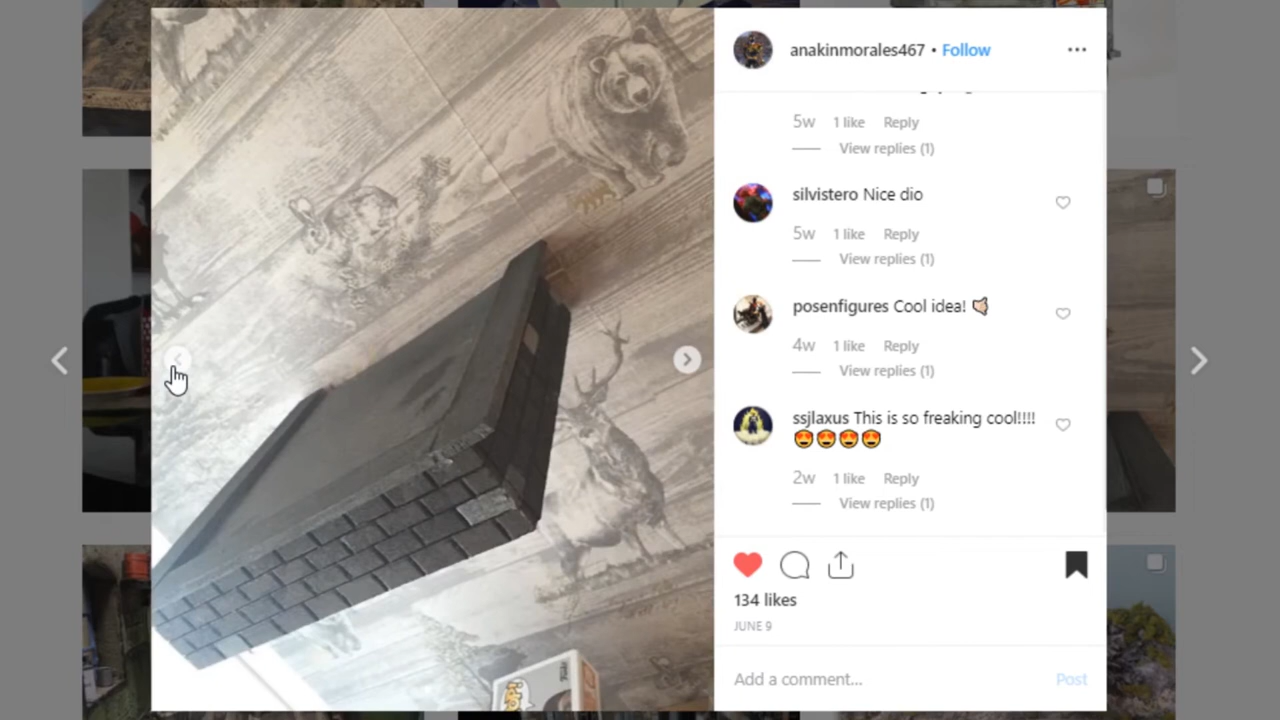 anakinmorales467 • Follow
5w 1 like Reply
View replies (1)
silvistero Nice dio
5w 1 like Reply
View replies (1)
posenfigures Cool idea!
4w 1 like Reply
View replies (1)
ssjlaxus This is so freaking cool!!!!
😍😍😍😍
2w 1 like Reply
View replies (1)
134 likes
JUNE 9
Add a comment... Post